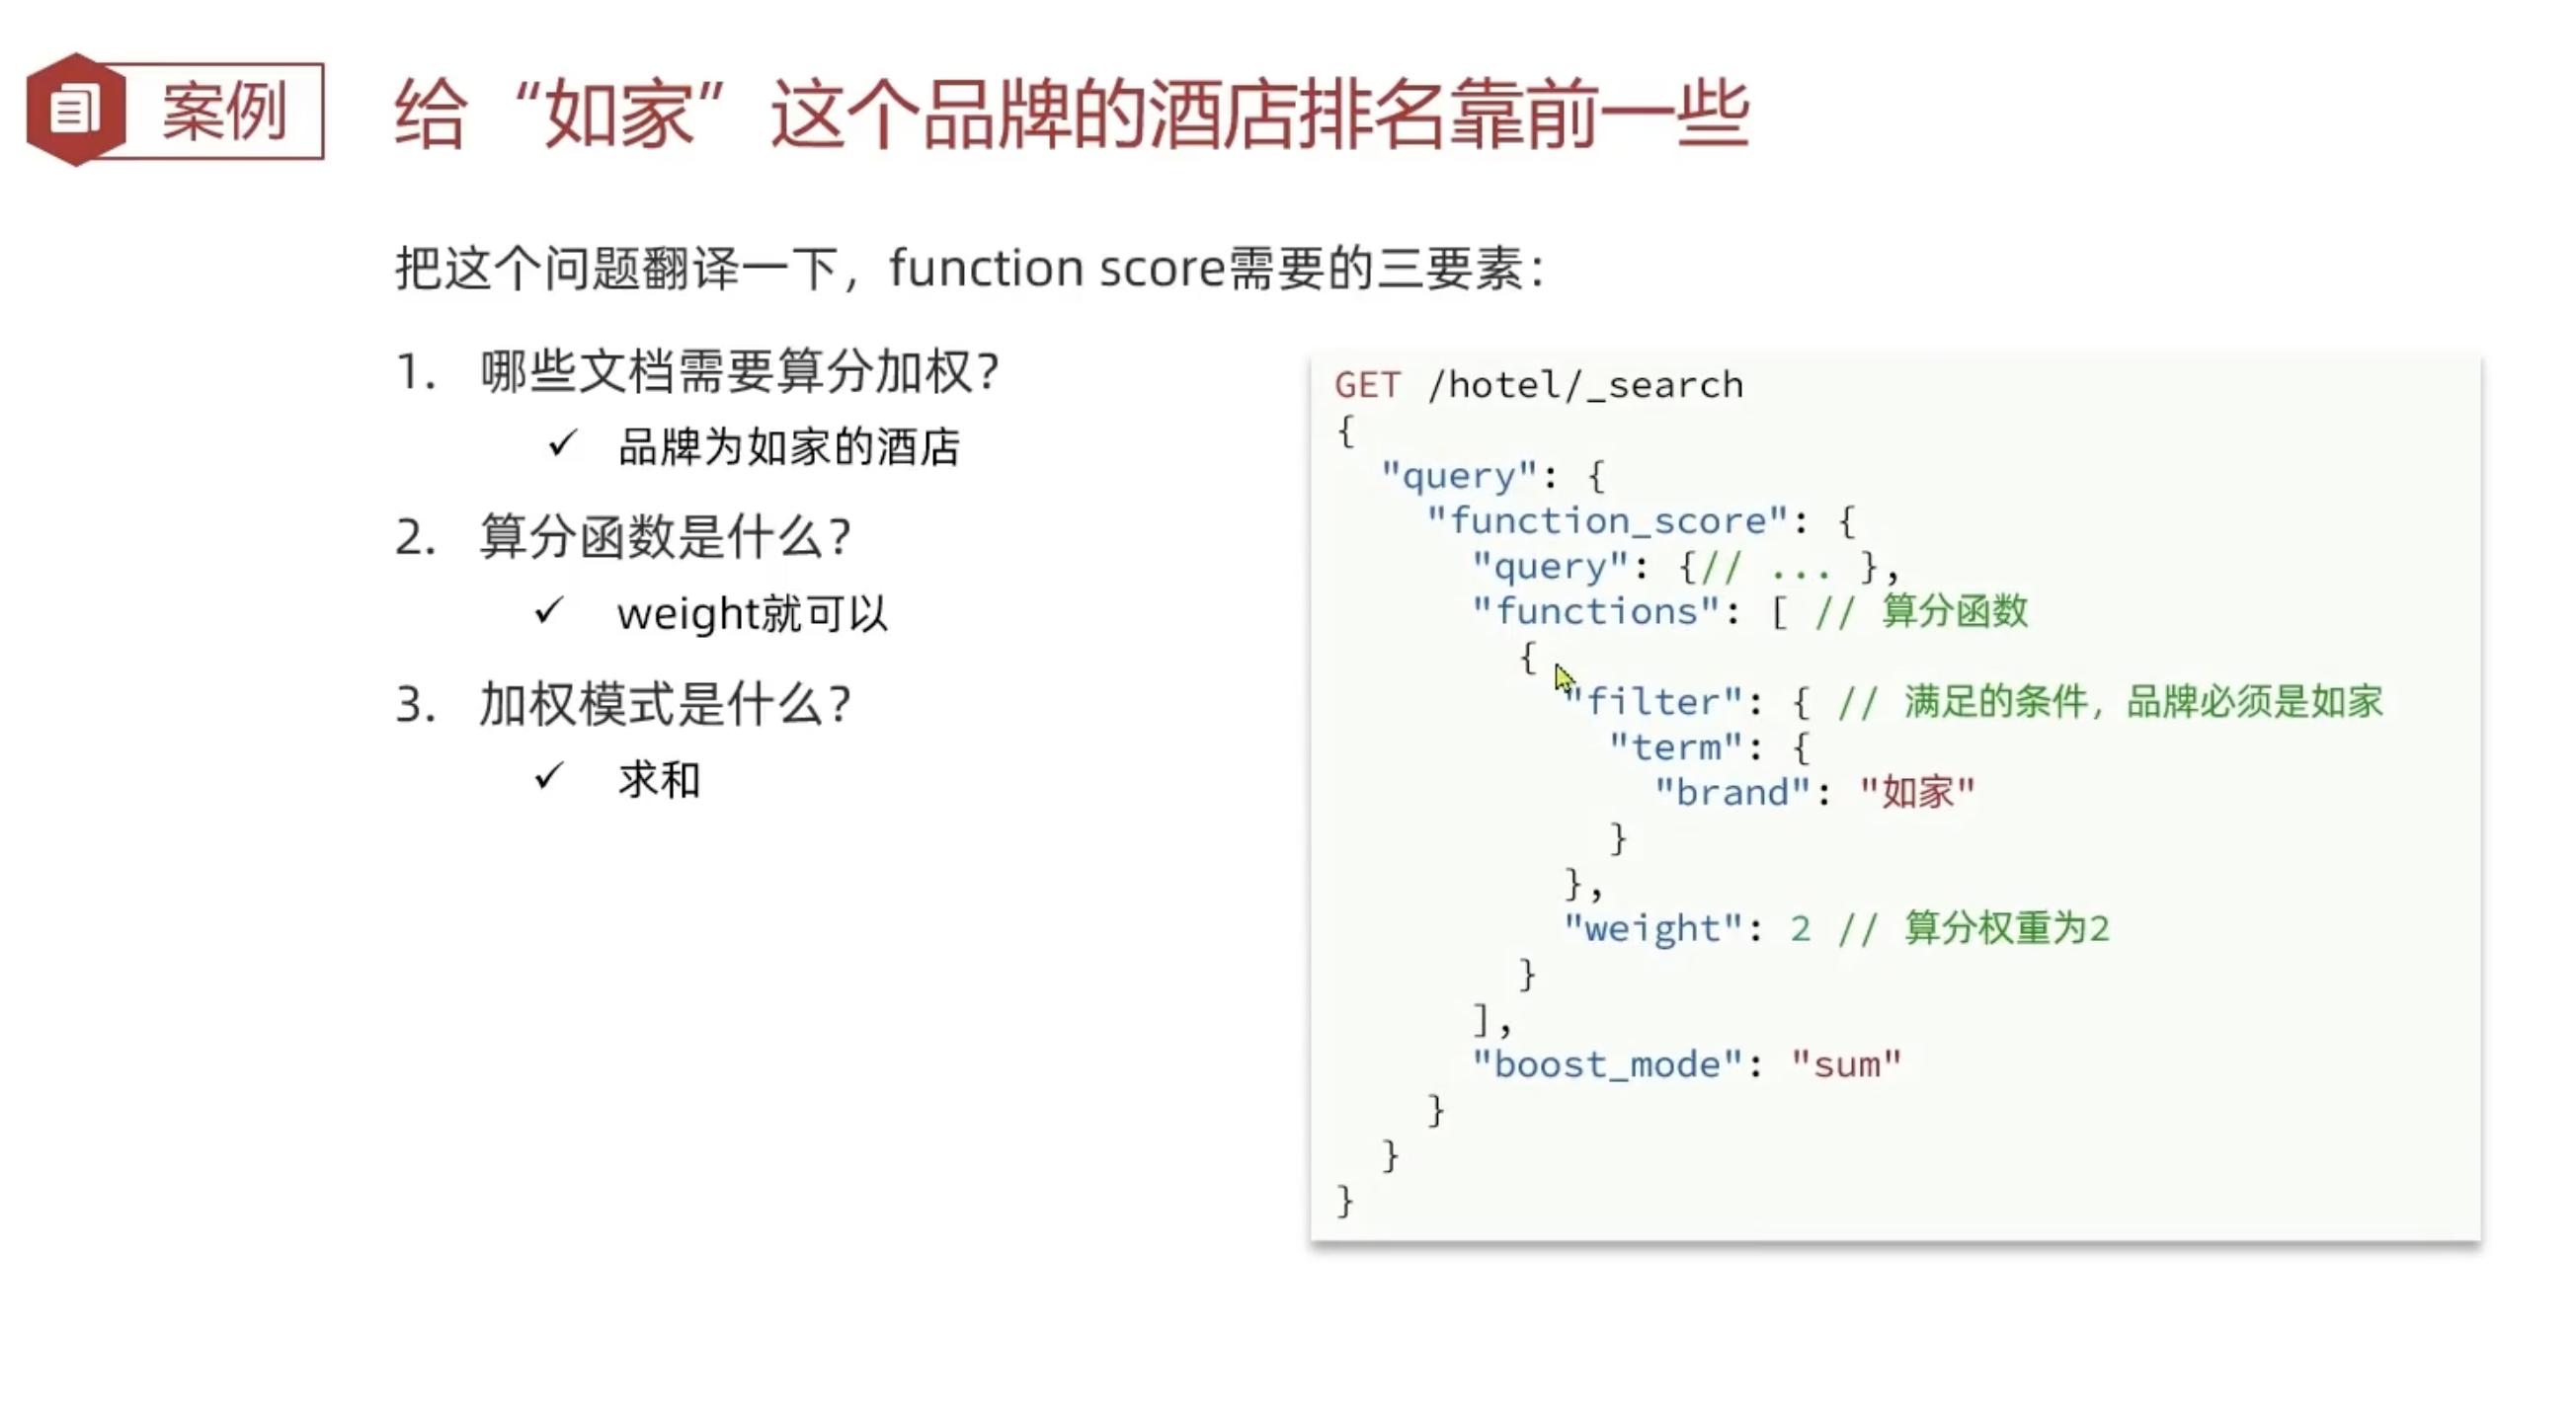 案例
给“如家”这个品牌的酒店排名靠前一些
把这个问题翻译一下，function score需要的三要素：
1. 哪些文档需要算分加权？
✓ 品牌为如家的酒店
2. 算分函数是什么？
✓ weight就可以
3. 加权模式是什么？
✓ 求和
GET /hotel/_search
{
  "query": {
    "function_score": {
      "query": {// ... },
      "functions": [ // 算分函数
        {
          "filter": { // 满足的条件，品牌必须是如家
            "term": {
              "brand": "如家"
            }
          },
          "weight": 2 // 算分权重为2
        }
      ],
      "boost_mode": "sum"
    }
  }
}